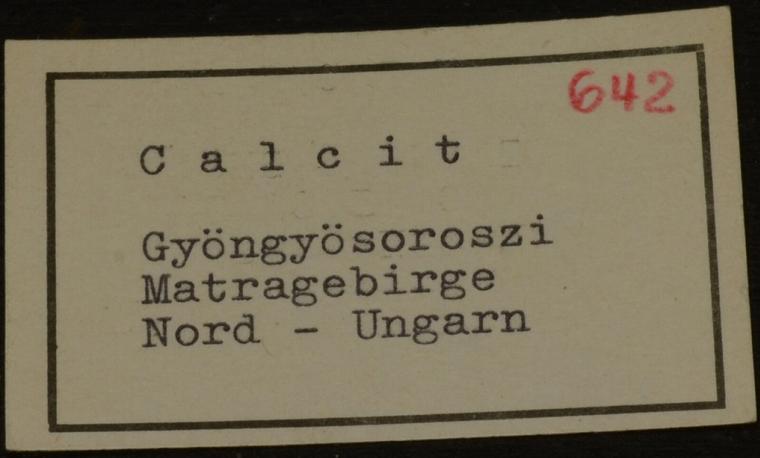 642
C a l c i t
Gyöngyösoroszi
Matragebirge
Nord - Ungarn